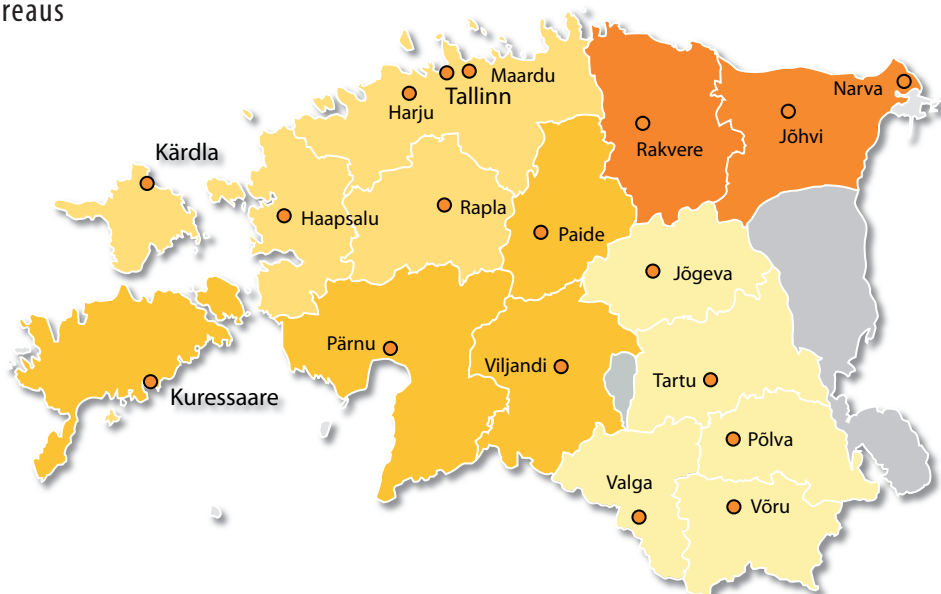 reaus
Maardu
Tallinn
Harju
Narva
Jõhvi
Rakvere
Kärdla
Haapsalu
Rapla
Paide
Jõgeva
Pärnu
Viljandi
Tartu
Kuressaare
Põlva
Valga
Võru